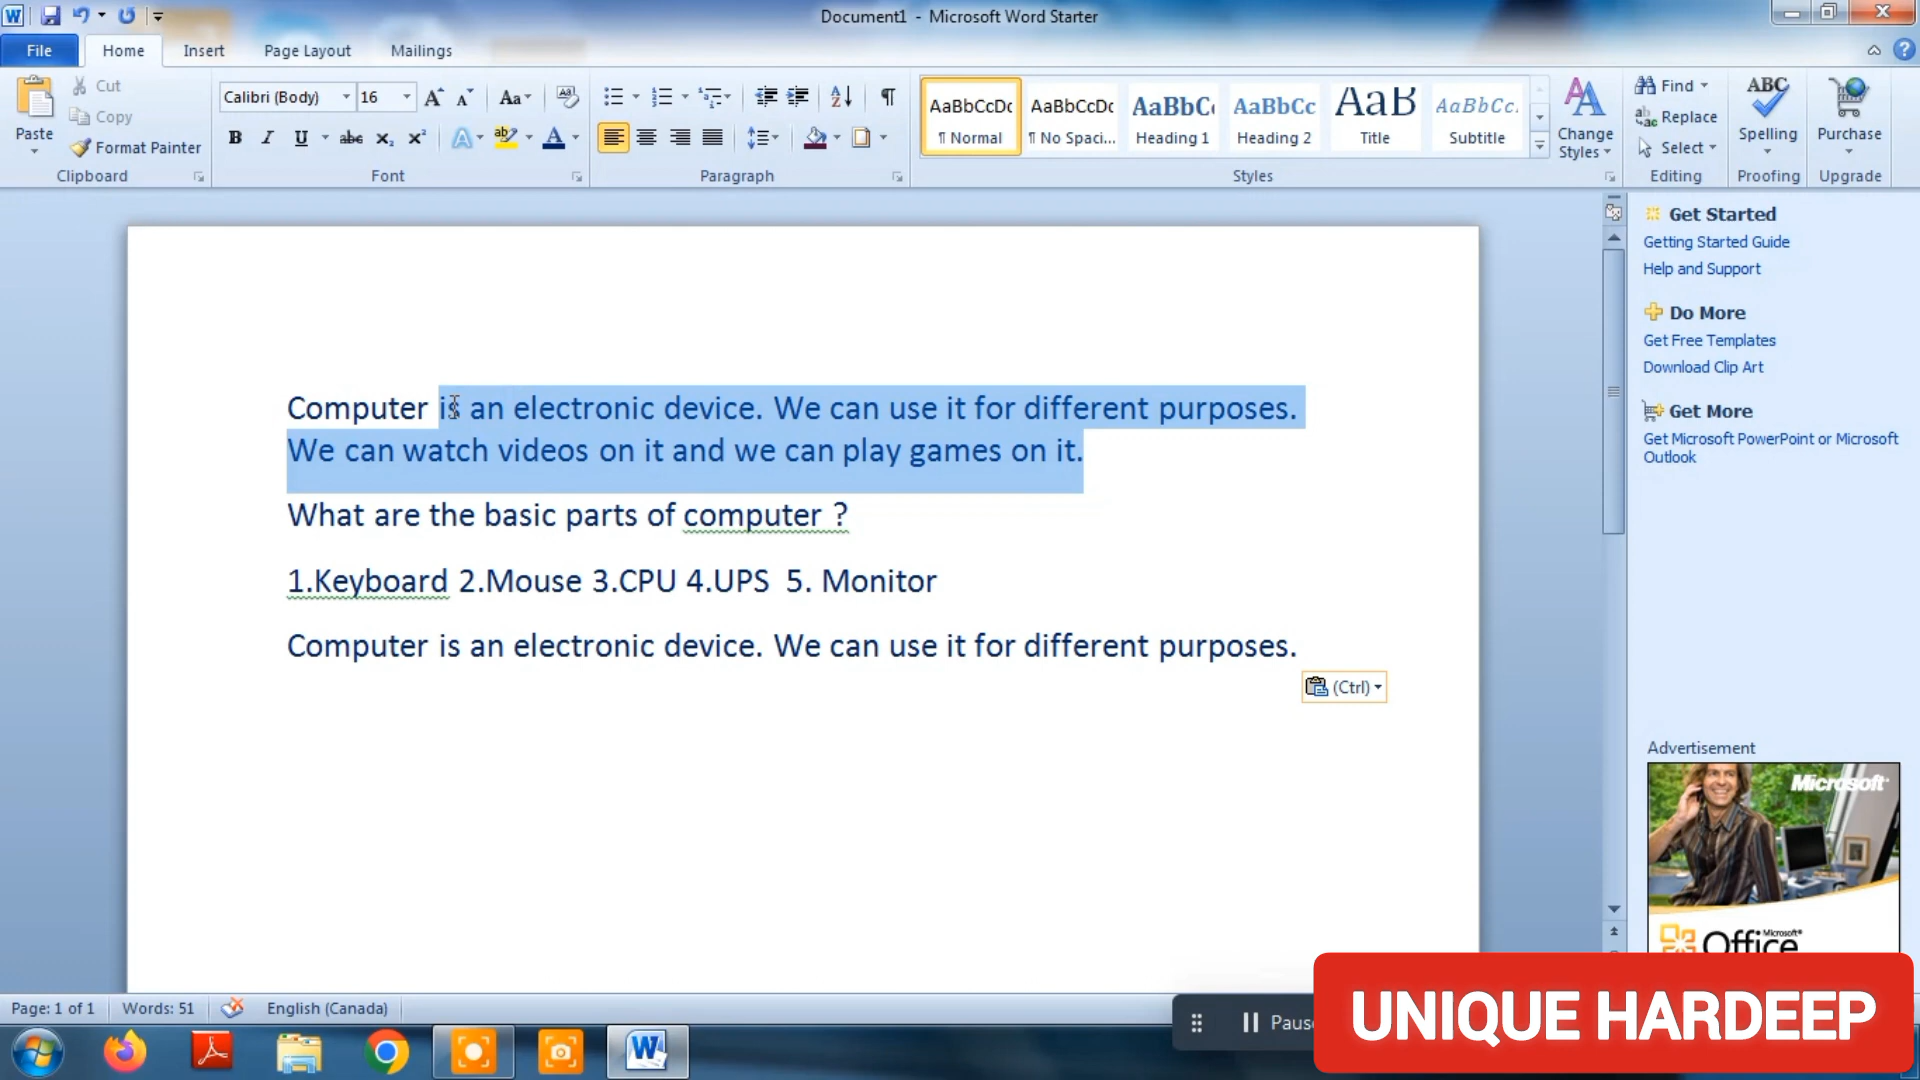 Document1 - Microsoft Word Starter
File Home Insert Page Layout Mailings
Paste
Cut
Copy
Format Painter
Clipboard
Calibri (Body) 16
Font
Paragraph
AaBbCcDc AaBbCcDc AaBbC AaBbCc AaB AaBbCc.
¶ Normal ¶ No Spaci... Heading 1 Heading 2 Title Subtitle
Change
Styles
Styles
Find
Replace
Select
Editing
ABC
Spelling
Proofing
Purchase
Upgrade
Computer is an electronic device. We can use it for different purposes.
We can watch videos on it and we can play games on it.
What are the basic parts of computer ?
1.Keyboard 2.Mouse 3.CPU 4.UPS 5. Monitor
Computer is an electronic device. We can use it for different purposes.
(Ctrl)
Get Started
Getting Started Guide
Help and Support
Do More
Get Free Templates
Download Clip Art
Get More
Get Microsoft PowerPoint or Microsoft
Outlook
Advertisement
Microsoft
Microsoft
Office
Page: 1 of 1 Words: 51 English (Canada)
Pause
UNIQUE HARDEEP